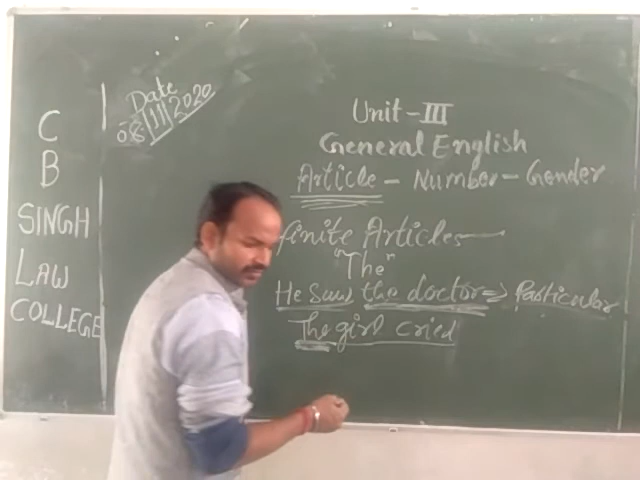 C
B
SINGH
LAW
COLLEGE
Date
08/11/2020
Unit-III
General English
Article - Number - Gender
finite Articles
"The"
He saw the doctor ⇒ Particular
The girl cried